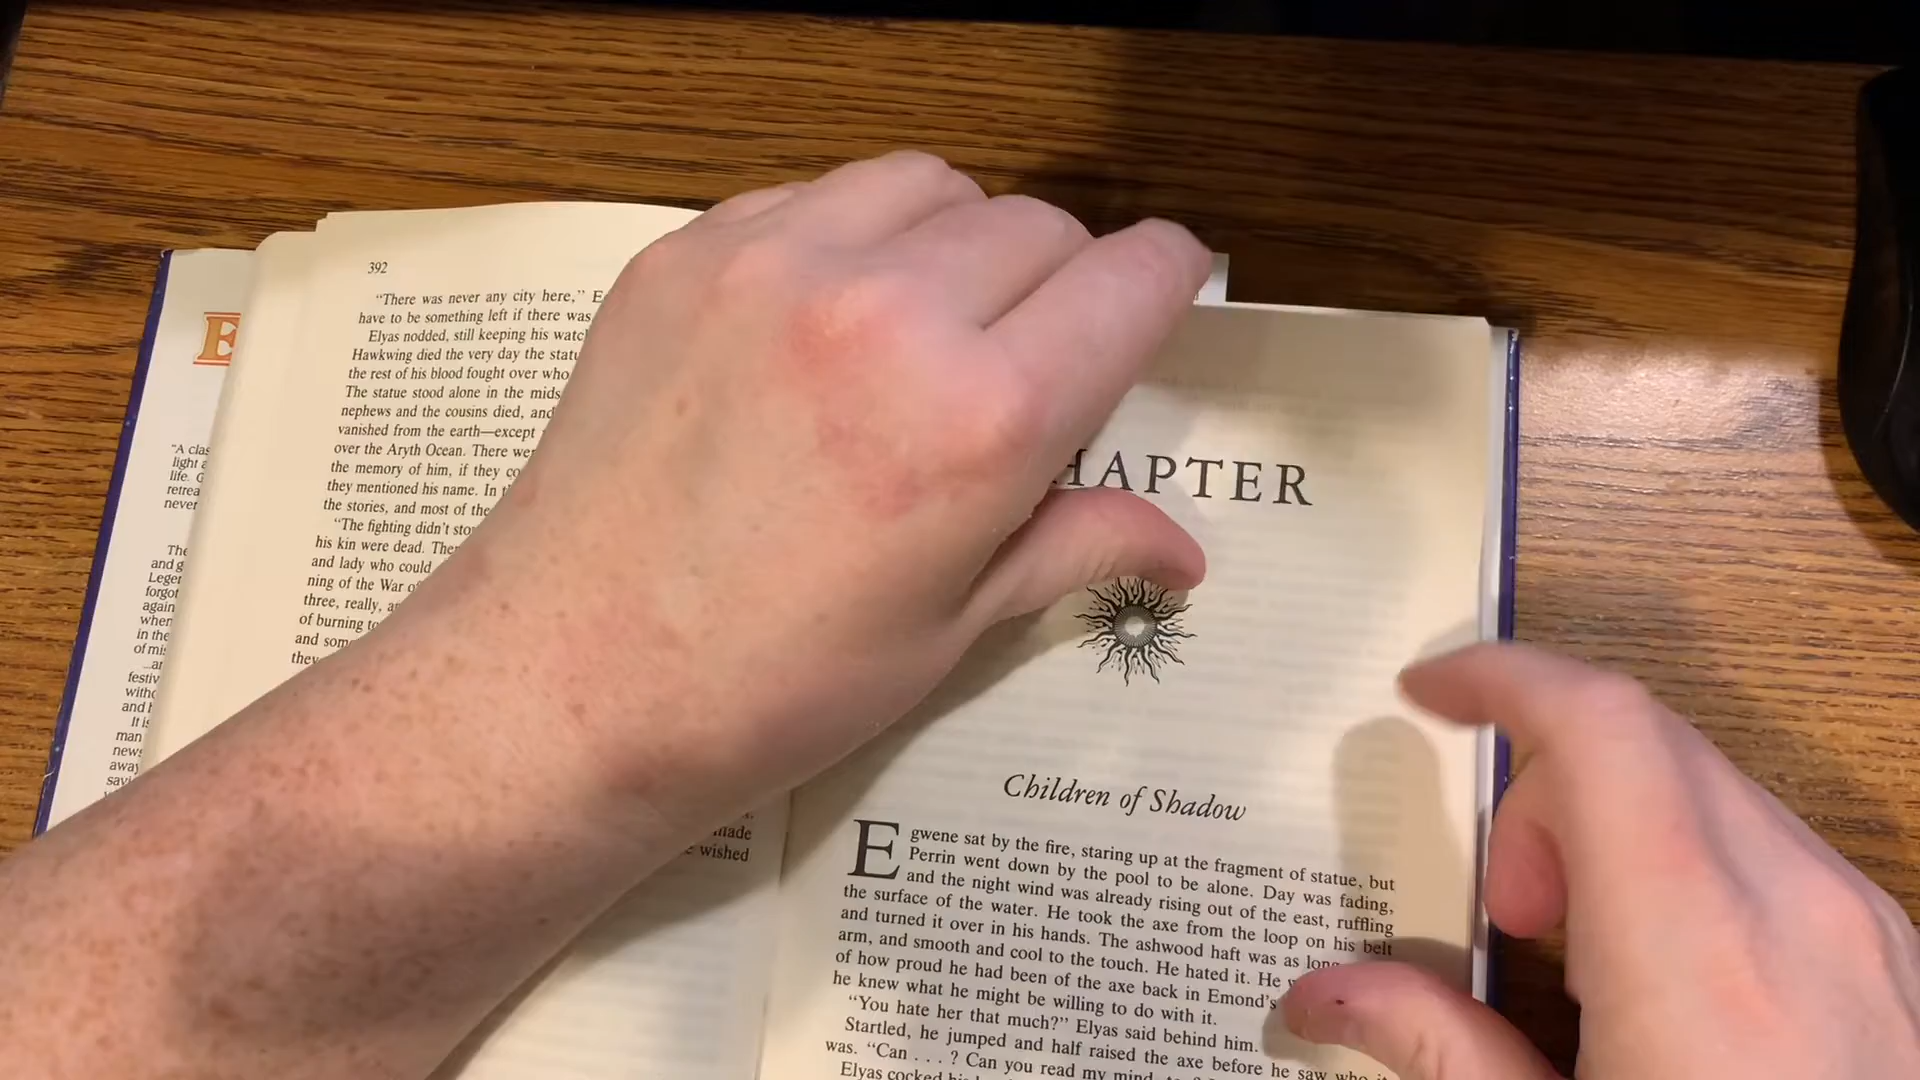 E
"A clas
light a
life. G
retrea
never
The
and g
Leger
forgot
again
wher
in the
of mis
...ar
festiv
witho
and h
It is
man
news
away
savi
392
"There was never any city here," E
have to be something left if there was
Elyas nodded, still keeping his watc
Hawkwing died the very day the statu
the rest of his blood fought over who
The statue stood alone in the mids
nephews and the cousins died, and
vanished from the earth—except
over the Aryth Ocean. There wer
the memory of him, if they co
they mentioned his name. In t
the stories, and most of the
"The fighting didn't sto
his kin were dead. Ther
and lady who could
ning of the War of
three, really, a
of burning to
and som
they
made
wished
HAPTER
Children of Shadow
Egwene sat by the fire, staring up at the fragment of statue, but
Perrin went down by the pool to be alone. Day was fading,
and the night wind was already rising out of the east, ruffling
the surface of the water. He took the axe from the loop on his belt
and turned it over in his hands. The ashwood haft was as long
arm, and smooth and cool to the touch. He hated it. He
of how proud he had been of the axe back in Emond's
he knew what he might be willing to do with it.
"You hate her that much?" Elyas said behind him.
Startled, he jumped and half raised the axe before he saw who it
was. "Can . . . ? Can you read my mind
Elyas cocked